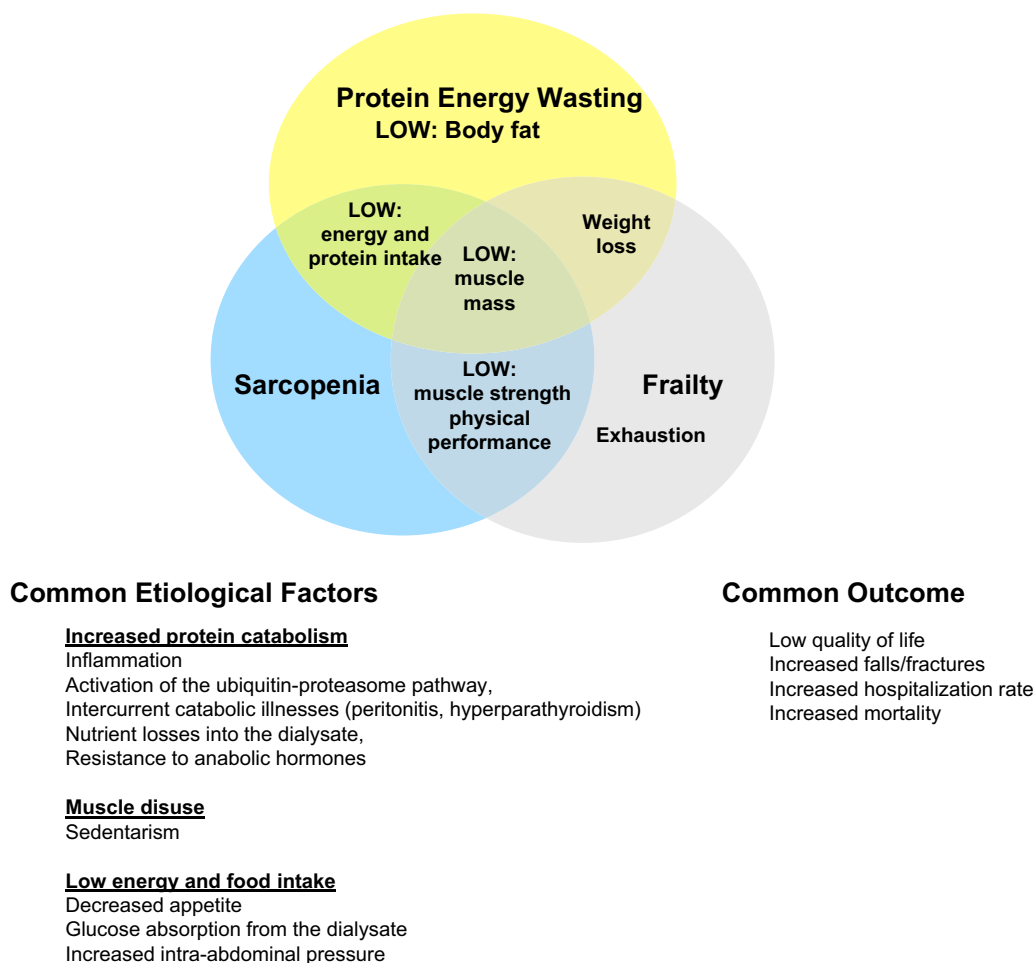 Protein Energy Wasting
LOW: Body fat
LOW:
energy and
protein intake
Weight
loss
LOW:
muscle
mass
Sarcopenia
LOW:
muscle strength
physical
performance
Frailty
Exhaustion
Common Etiological Factors
Increased protein catabolism
Inflammation
Activation of the ubiquitin-proteasome pathway,
Intercurrent catabolic illnesses (peritonitis, hyperparathyroidism)
Nutrient losses into the dialysate,
Resistance to anabolic hormones
Muscle disuse
Sedentarism
Low energy and food intake
Decreased appetite
Glucose absorption from the dialysate
Increased intra-abdominal pressure
Common Outcome
Low quality of life
Increased falls/fractures
Increased hospitalization rate
Increased mortality